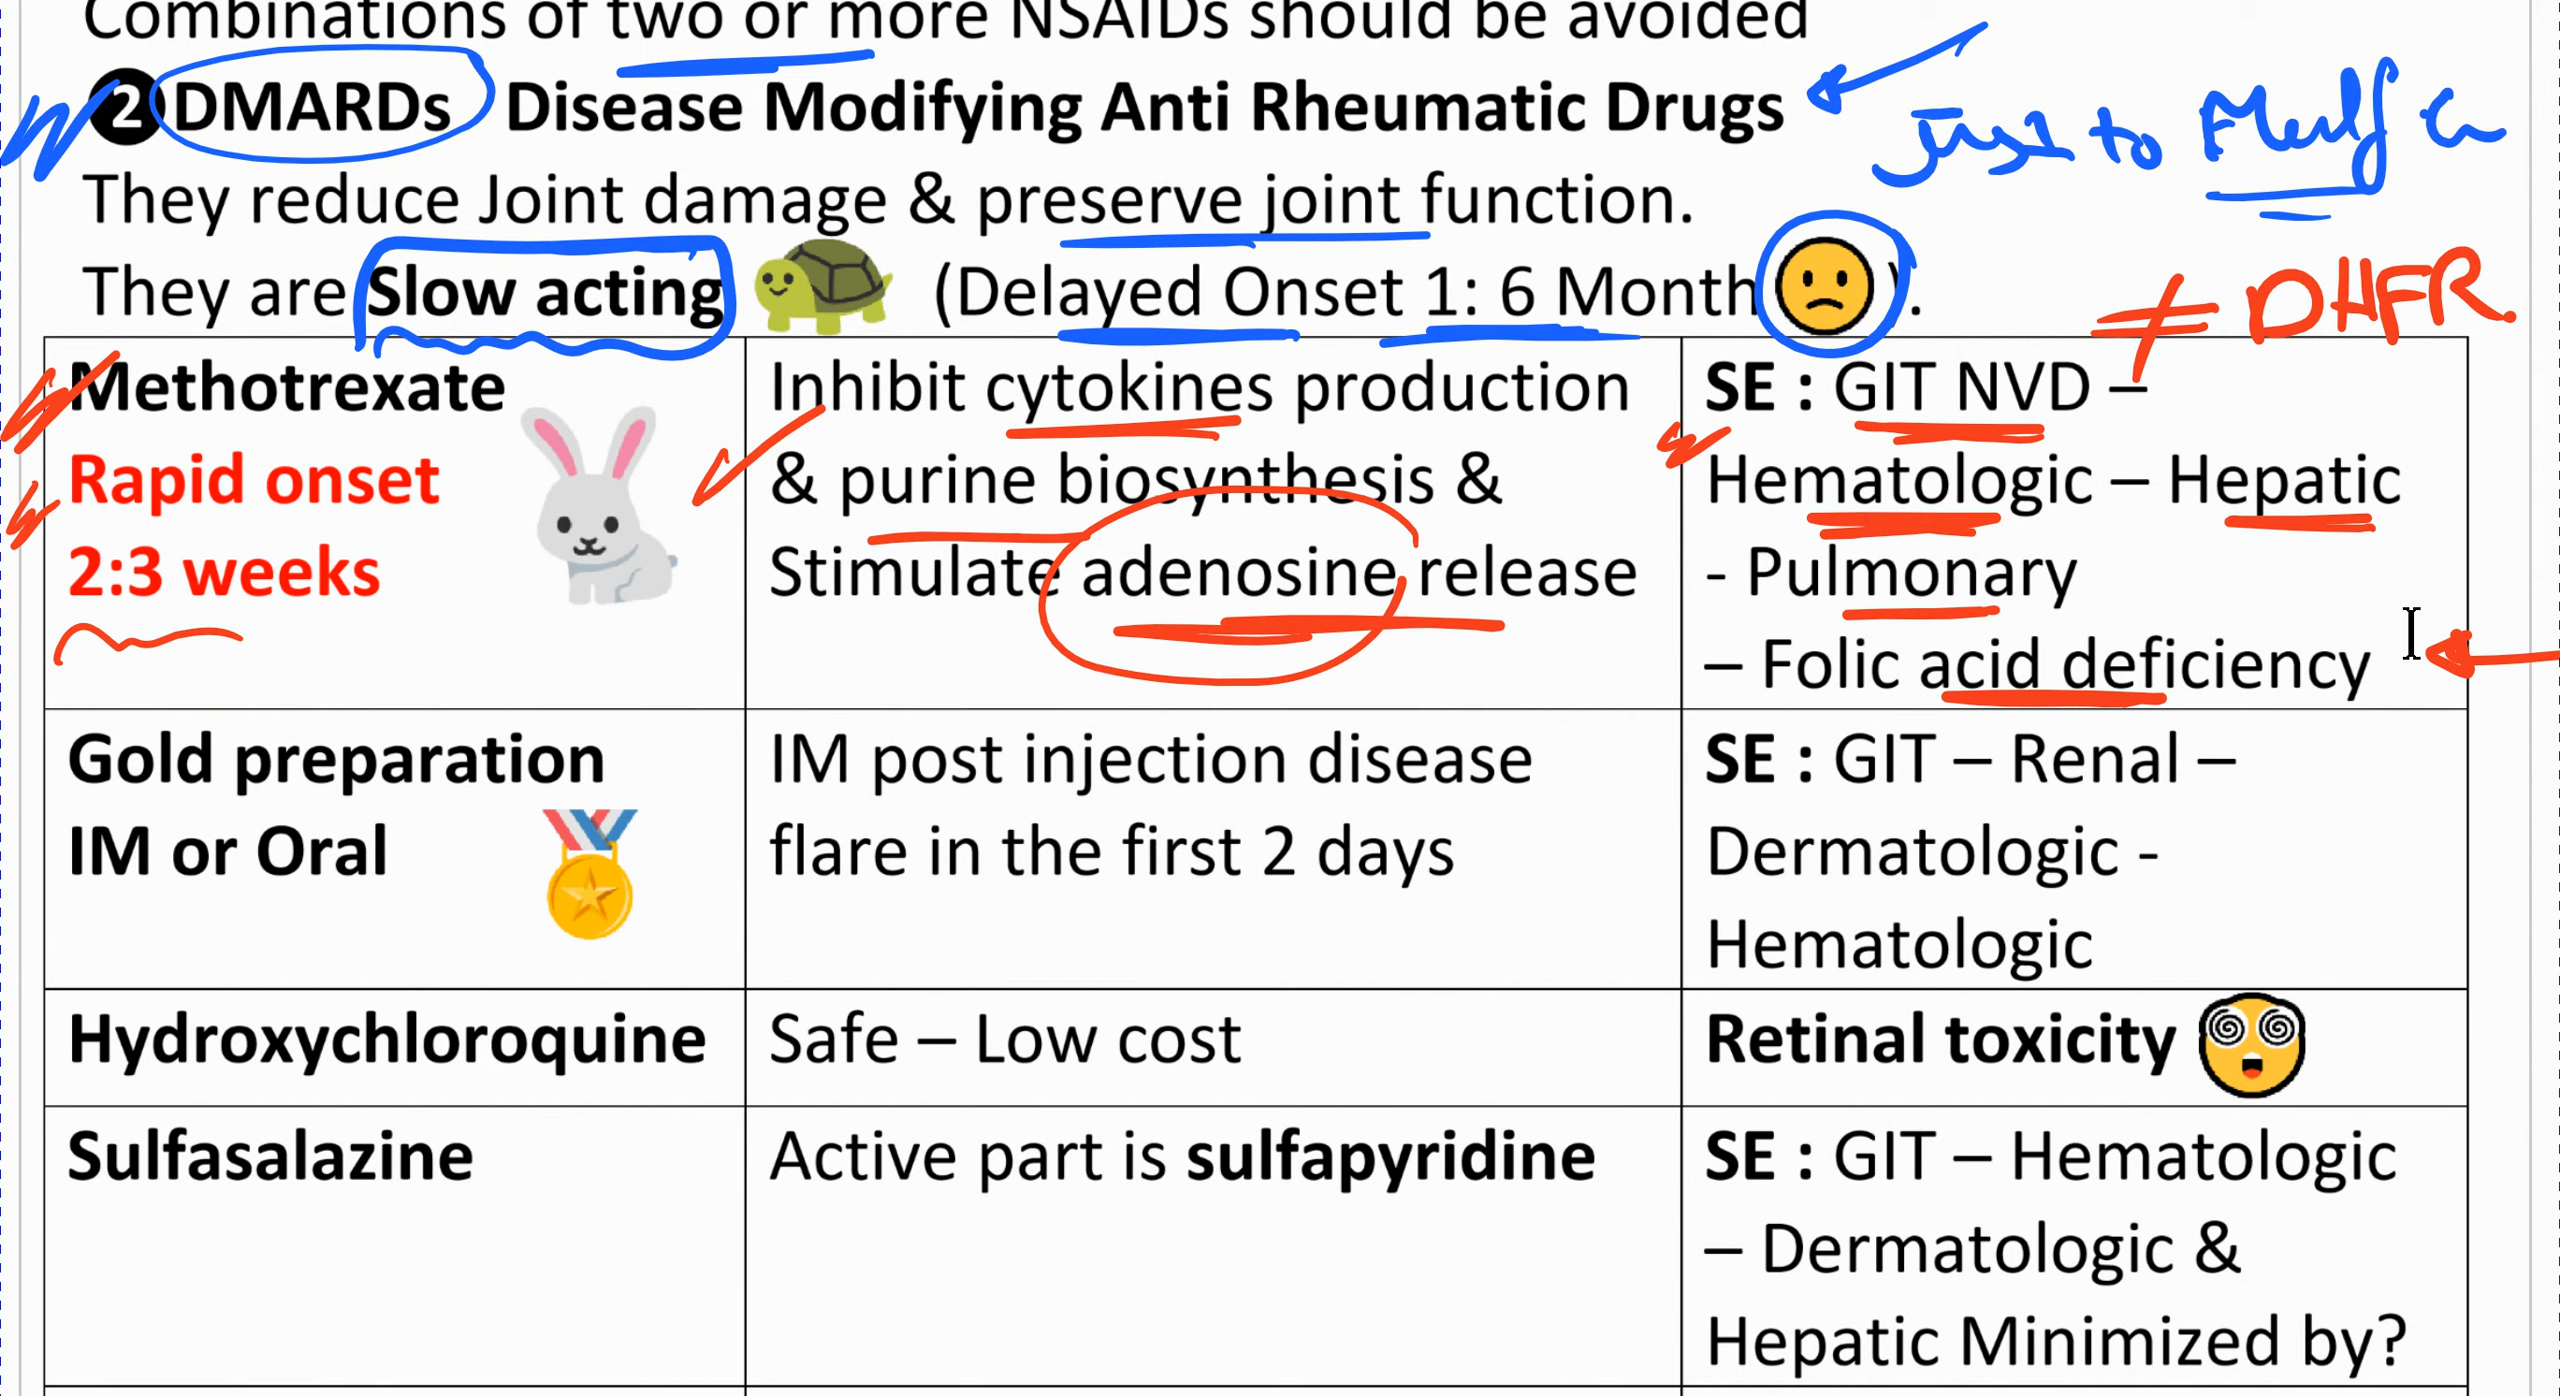 Combinations of two or more NSAIDs should be avoided
2 DMARDs Disease Modifying Anti Rheumatic Drugs
Just to
They reduce Joint damage & preserve joint function.
They are Slow acting (Delayed Onset 1: 6 Month ).
≠ DHFR
Methotrexate
Rapid onset
2:3 weeks
Inhibit cytokines production
& purine biosynthesis &
Stimulate adenosine release
SE : GIT NVD –
Hematologic – Hepatic
- Pulmonary
– Folic acid deficiency
Gold preparation
IM or Oral
IM post injection disease
flare in the first 2 days
SE : GIT – Renal –
Dermatologic -
Hematologic
Hydroxychloroquine
Safe – Low cost
Retinal toxicity
Sulfasalazine
Active part is sulfapyridine
SE : GIT – Hematologic
– Dermatologic &
Hepatic Minimized by?